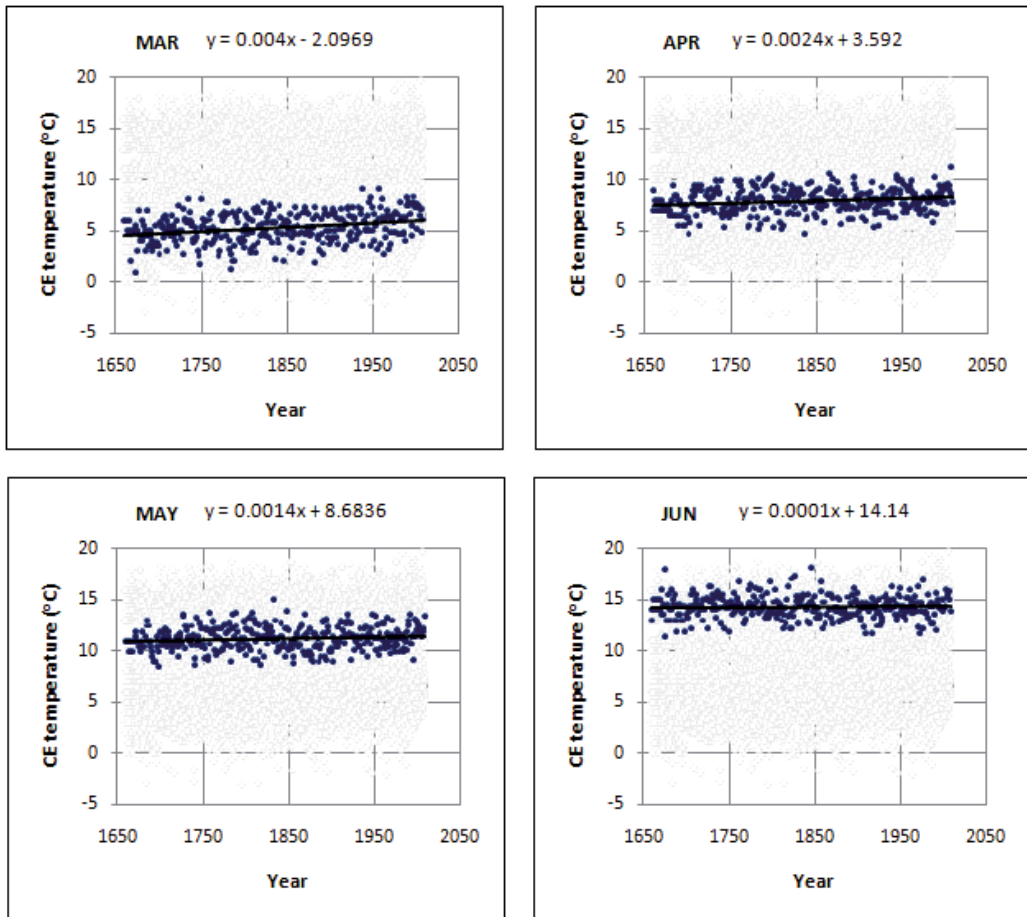 MAR y = 0.004x - 2.0969
20
15
10
5
0
-5
CE temperature (°C)
1650 1750 1850 1950 2050
Year
APR y = 0.0024x + 3.592
20
15
10
5
0
-5
CE temperature (°C)
1650 1750 1850 1950 2050
Year
MAY y = 0.0014x + 8.6836
20
15
10
5
0
-5
CE temperature (°C)
1650 1750 1850 1950 2050
Year
JUN y = 0.0001x + 14.14
20
15
10
5
0
-5
CE temperature (°C)
1650 1750 1850 1950 2050
Year